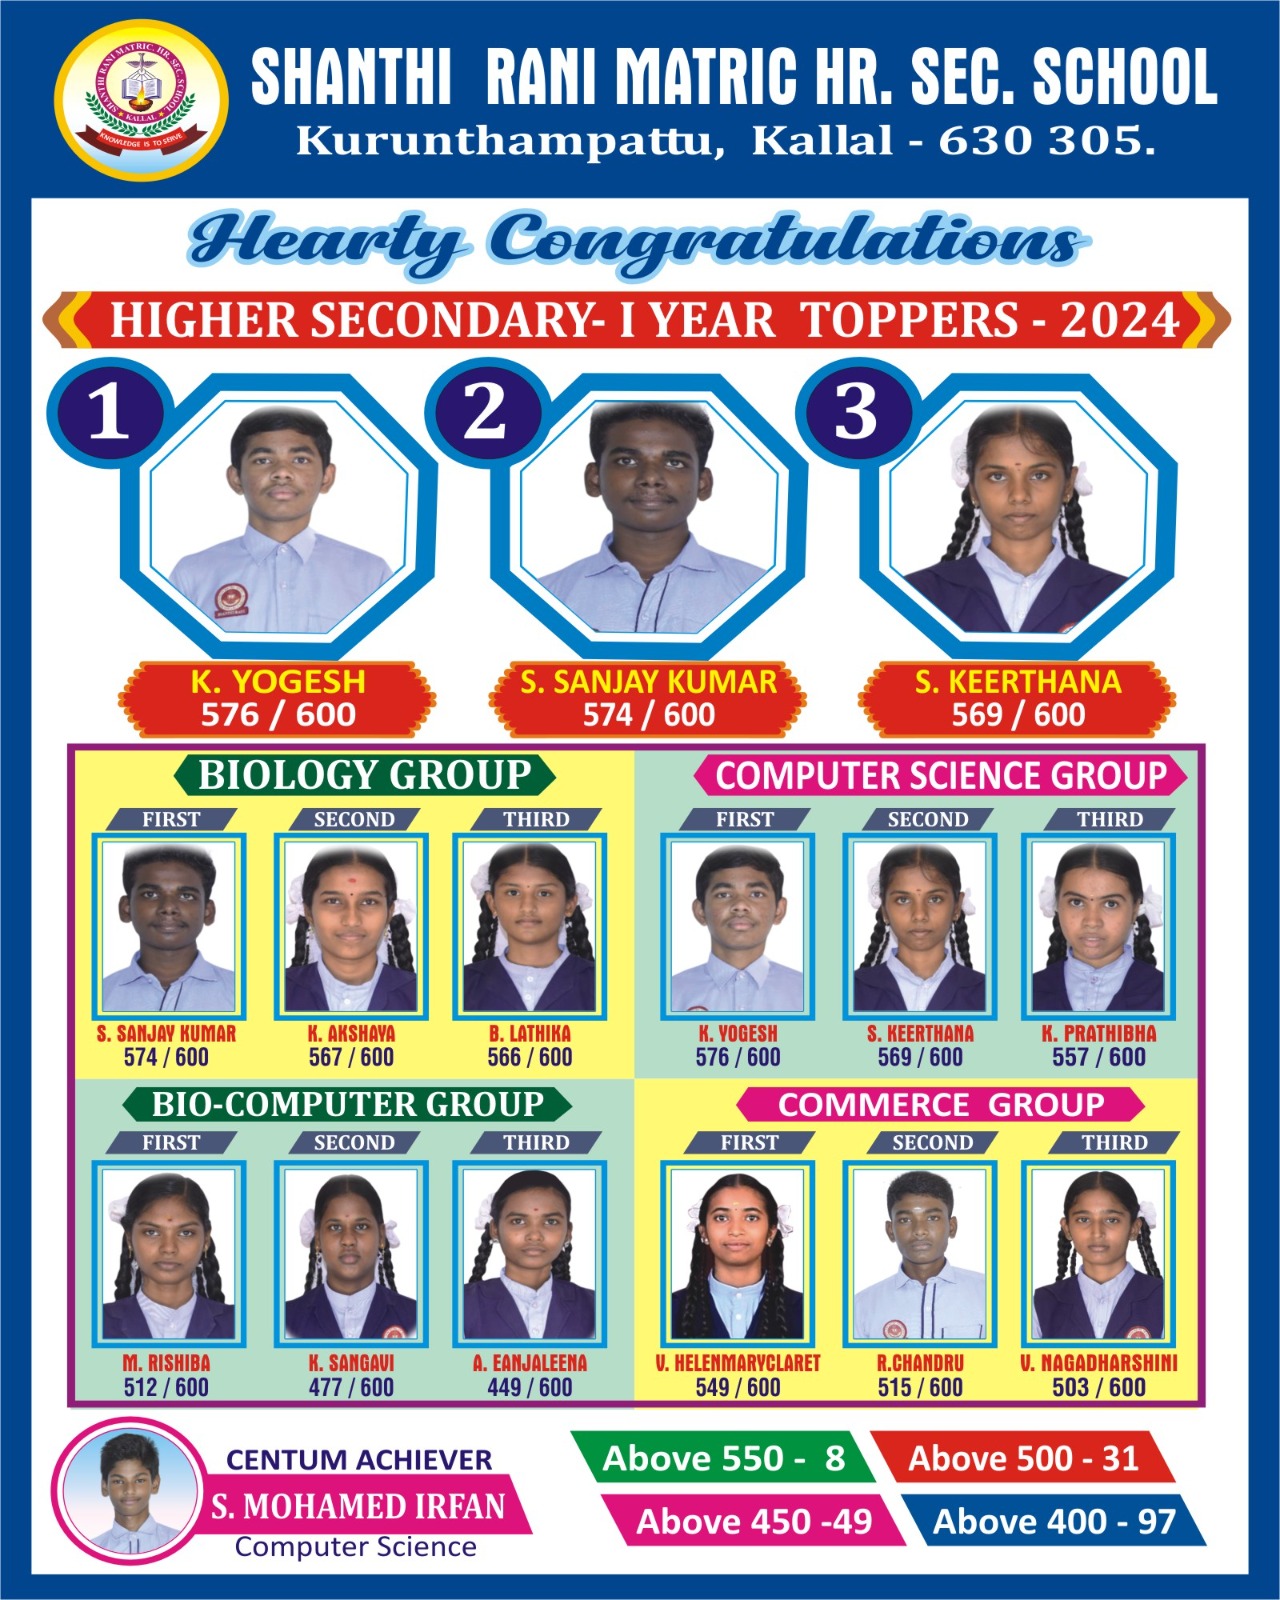 SHANTHI RANI MATRIC. HR. SEC. SCHOOL
KALLAL
KNOWLEDGE IS TO SERVE
SHANTHI RANI MATRIC HR. SEC. SCHOOL
Kurunthampattu, Kallal - 630 305.
Hearty Congratulations
HIGHER SECONDARY- I YEAR TOPPERS - 2024
1 2 3
K. YOGESH S. SANJAY KUMAR S. KEERTHANA
576 / 600 574 / 600 569 / 600
BIOLOGY GROUP
FIRST SECOND THIRD
S. SANJAY KUMAR K. AKSHAYA B. LATHIKA
574 / 600 567 / 600 566 / 600
COMPUTER SCIENCE GROUP
FIRST SECOND THIRD
K. YOGESH S. KEERTHANA K. PRATHIBHA
576 / 600 569 / 600 557 / 600
BIO-COMPUTER GROUP
FIRST SECOND THIRD
M. RISHIBA K. SANGAVI A. EANJALEENA
512 / 600 477 / 600 449 / 600
COMMERCE GROUP
FIRST SECOND THIRD
V. HELENMARYCLARET R.CHANDRU V. NAGADHARSHINI
549 / 600 515 / 600 503 / 600
CENTUM ACHIEVER
S. MOHAMED IRFAN
Computer Science
Above 550 - 8 Above 500 - 31
Above 450 -49 Above 400 - 97